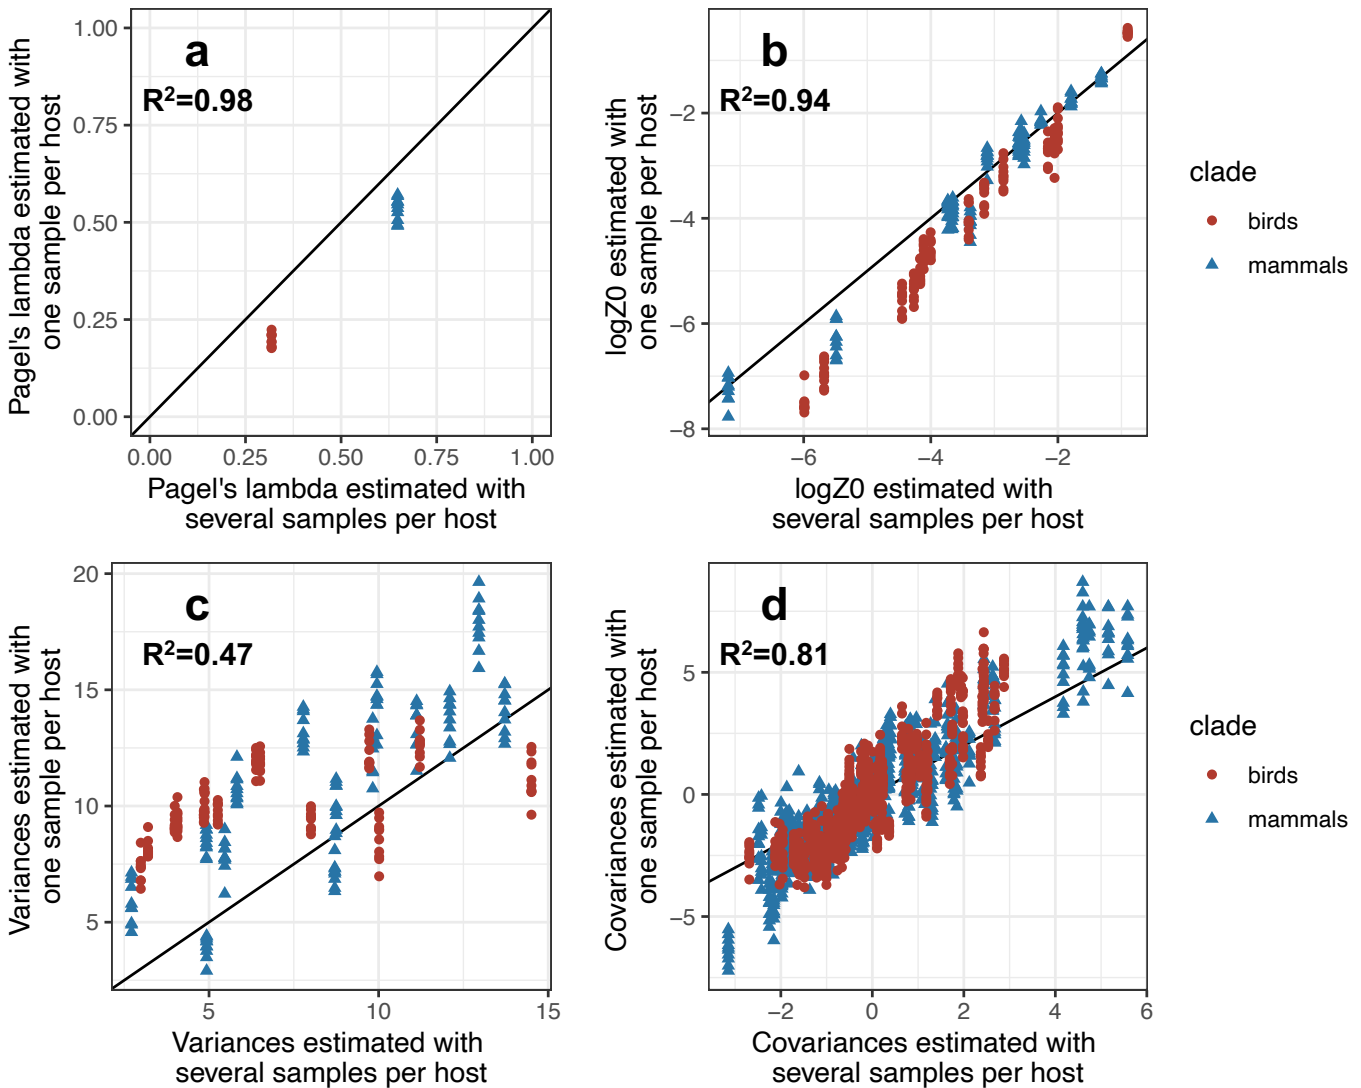 a
R²=0.98
Pagel's lambda estimated with
one sample per host
1.00
0.75
0.50
0.25
0.00
0.00 0.25 0.50 0.75 1.00
Pagel's lambda estimated with
several samples per host
b
R²=0.94
logZ0 estimated with
one sample per host
−2
−4
−6
−8
−6 −4 −2
logZ0 estimated with
several samples per host
clade
birds
mammals
c
R²=0.47
Variances estimated with
one sample per host
20
15
10
5
5 10 15
Variances estimated with
several samples per host
d
R²=0.81
Covariances estimated with
one sample per host
5
0
−5
−2 0 2 4 6
Covariances estimated with
several samples per host
clade
birds
mammals